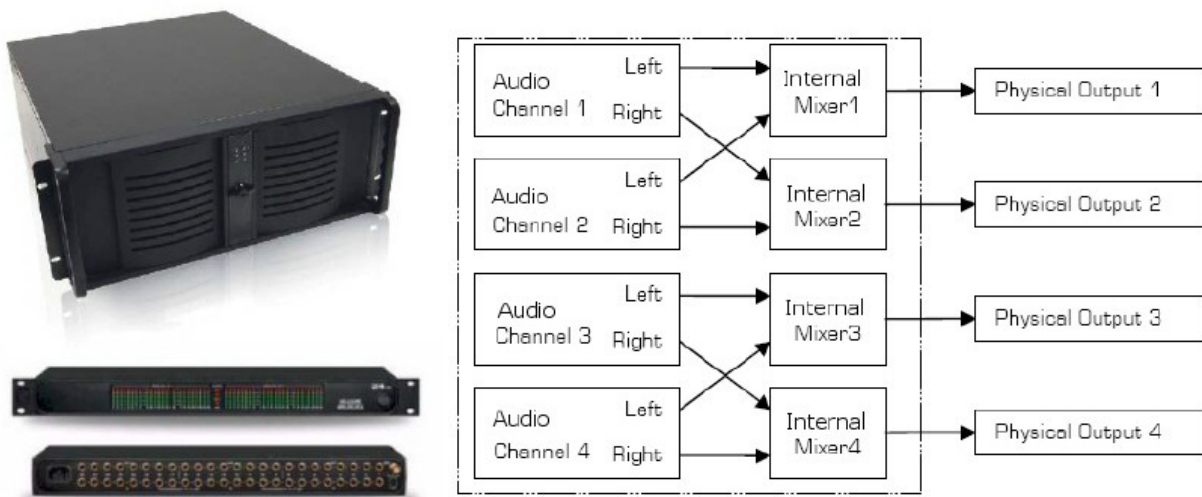 Audio
Channel 1
Left
Right
Internal
Mixer1
Physical Output 1
Audio
Channel 2
Left
Right
Internal
Mixer2
Physical Output 2
Audio
Channel 3
Left
Right
Internal
Mixer3
Physical Output 3
Audio
Channel 4
Left
Right
Internal
Mixer4
Physical Output 4